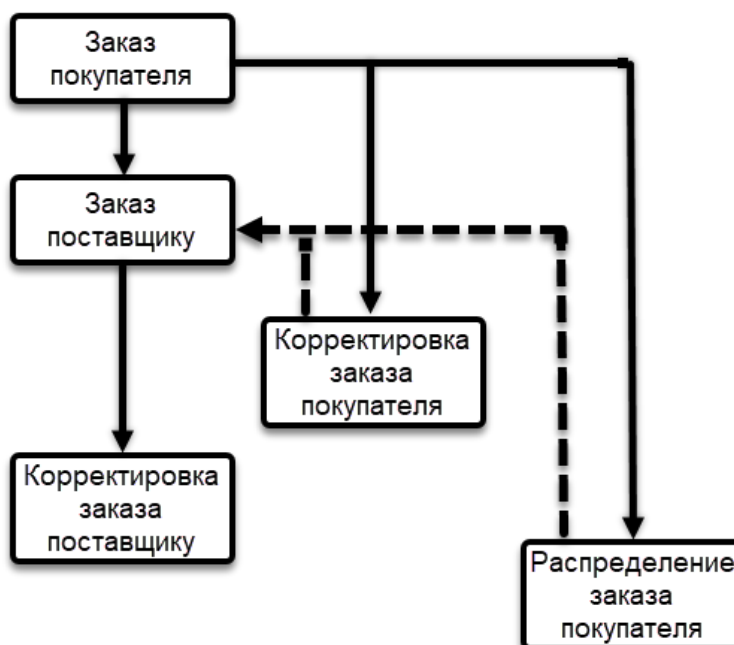 Заказ
покупателя
Заказ
поставщику
Корректировка
заказа
покупателя
Корректировка
заказа
поставщику
Распределение
заказа
покупателя